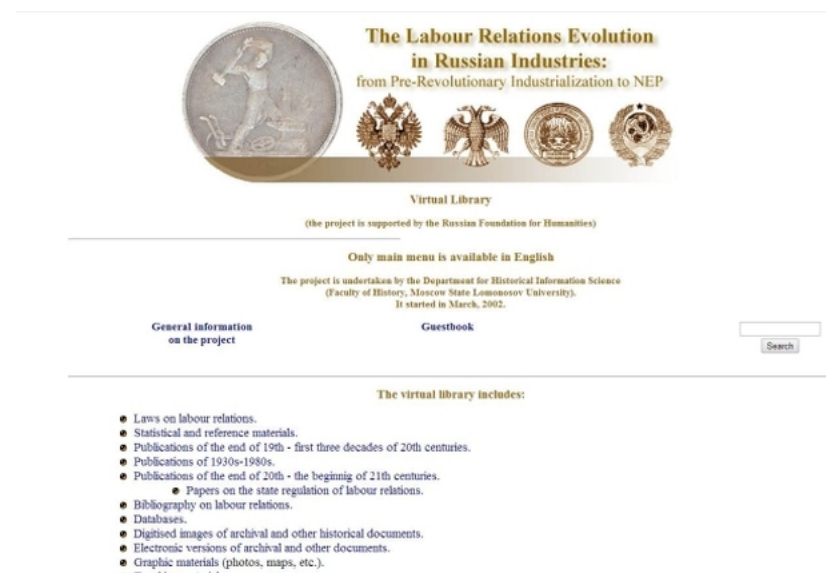 The Labour Relations Evolution
in Russian Industries:
from Pre-Revolutionary Industrialization to NEP
Virtual Library
(the project is supported by the Russian Foundation for Humanities)
Only main menu is available in English
The project is undertaken by the Department for Historical Information Science
(Faculty of History, Moscow State Lomonosov University).
It started in March, 2002.
General information
on the project
Guestbook
Search
The virtual library includes:
Laws on labour relations.
Statistical and reference materials.
Publications of the end of 19th - first three decades of 20th centuries.
Publications of 1930s-1980s.
Publications of the end of 20th - the beginnig of 21th centuries.
Papers on the state regulation of labour relations.
Bibliography on labour relations.
Databases.
Digitised images of archival and other historical documents.
Electronic versions of archival and other documents.
Graphic materials (photos, maps, etc.).